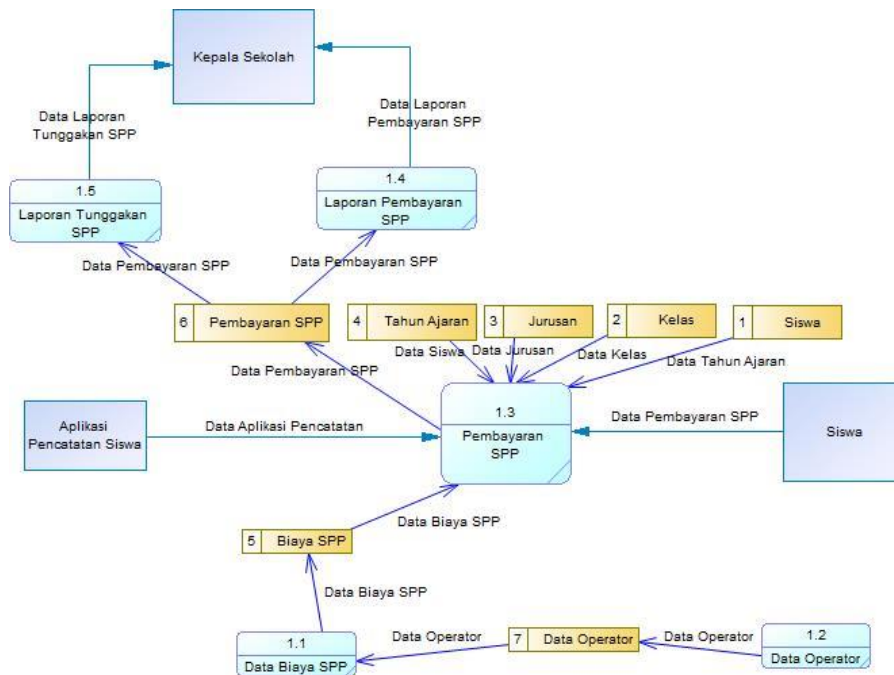 Kepala Sekolah
Data Laporan
Tunggakan SPP
Data Laporan
Pembayaran SPP
1.5
Laporan Tunggakan
SPP
1.4
Laporan Pembayaran
SPP
Data Pembayaran SPP
Data Pembayaran SPP
6 Pembayaran SPP
4 Tahun Ajaran
3 Jurusan
2 Kelas
1 Siswa
Data Siswa
Data Jurusan
Data Kelas
Data Tahun Ajaran
Data Pembayaran SPP
Aplikasi
Pencatatan Siswa
Data Aplikasi Pencatatan
1.3
Pembayaran
SPP
Data Pembayaran SPP
Siswa
Data Biaya SPP
5 Biaya SPP
Data Biaya SPP
1.1
Data Biaya SPP
Data Operator
7 Data Operator
Data Operator
1.2
Data Operator